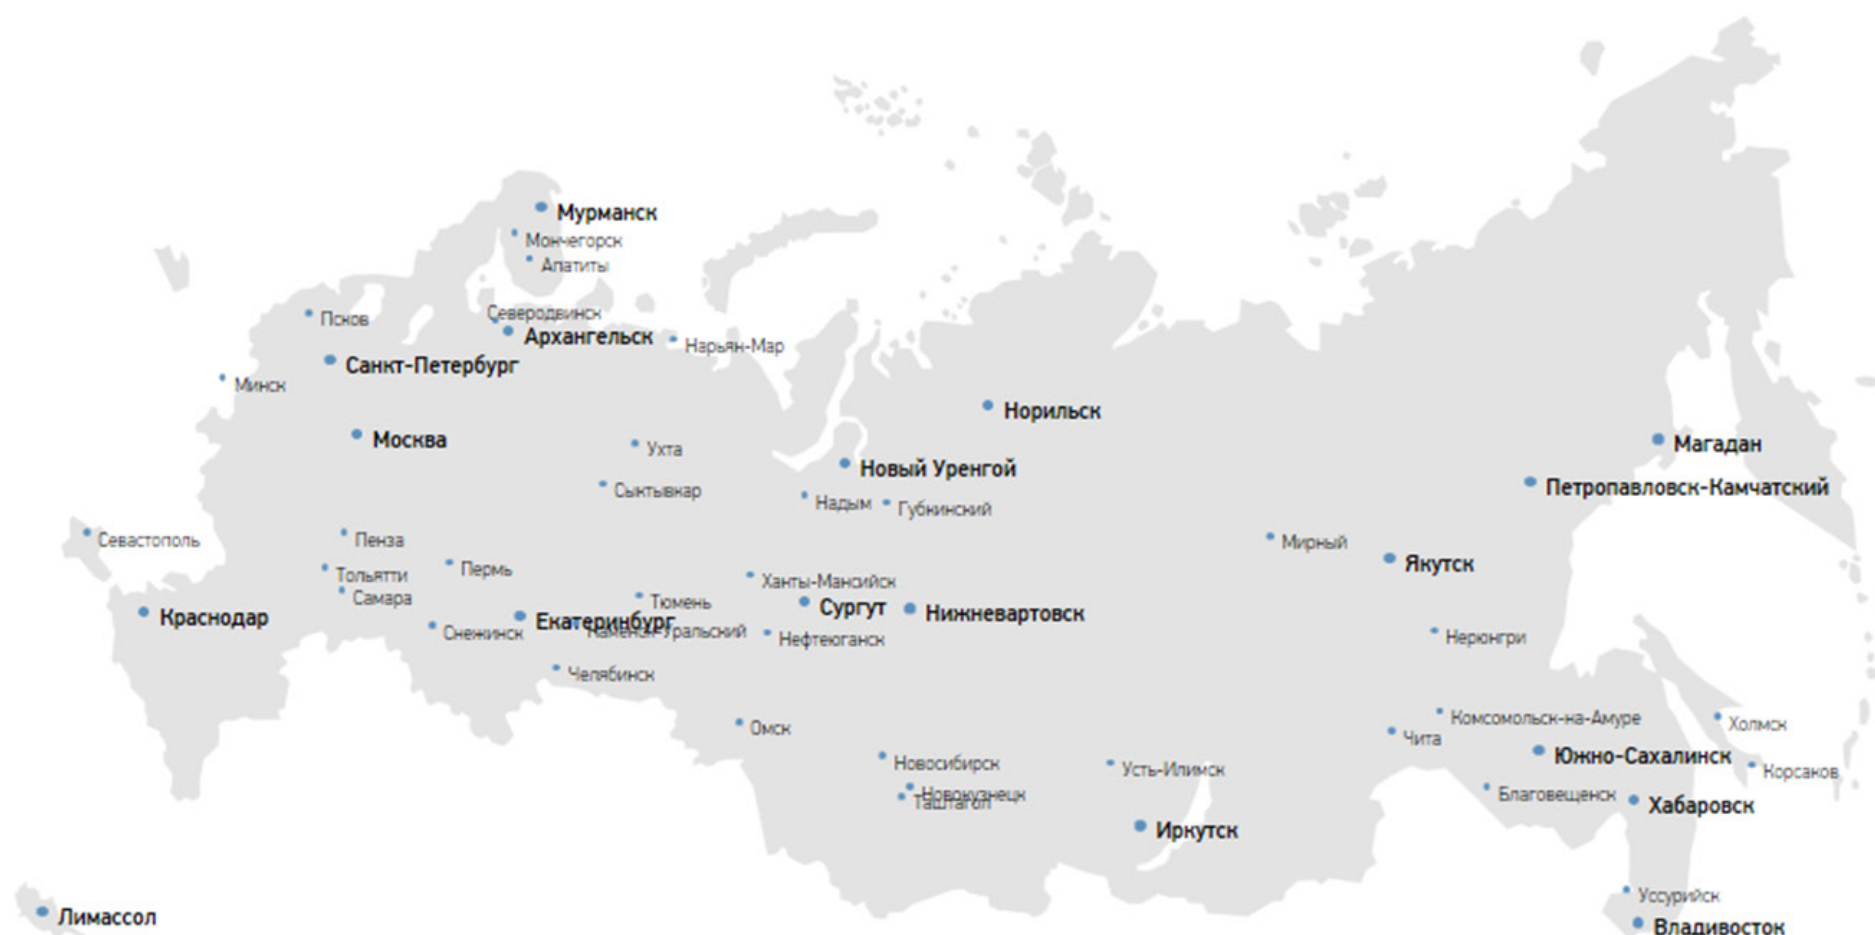 Мурманск
Мончегорск
Апатиты
Северодвинск
Псков
Архангельск
Нарьян-Мар
Санкт-Петербург
Минск
Норильск
Москва
Магадан
Ухта
Новый Уренгой
Петропавловск-Камчатский
Сыктывкар
Надым
Губкинский
Севастополь
Пенза
Мирный
Якутск
Пермь
Тольятти
Ханты-Мансийск
Самара
Тюмень
Сургут
Нижневартовск
Краснодар
Екатеринбург
Каменск-Уральский
Снежинск
Нефтеюганск
Нерюнгри
Челябинск
Комсомольск-на-Амуре
Холмск
Омск
Чита
Южно-Сахалинск
Новосибирск
Усть-Илимск
Корсаков
Новокузнецк
Таштагол
Благовещенск
Хабаровск
Иркутск
Уссурийск
Лимассол
Владивосток